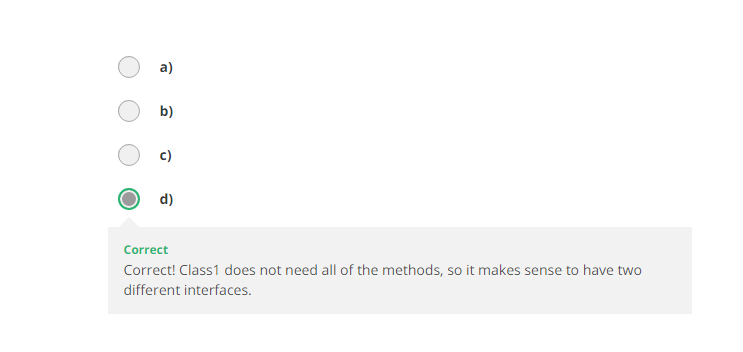 a)
b)
c)
d)
Correct
Correct! Class1 does not need all of the methods, so it makes sense to have two
different interfaces.